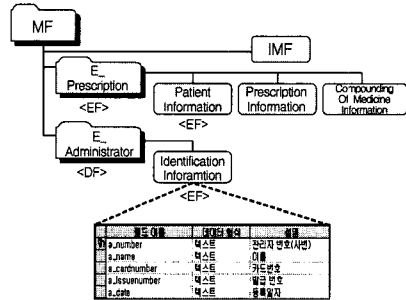 MF
IMF
E_
Prescription
<EF>
Patient
Information
<EF>
Prescription
Information
Compounding
Of Medicine
Information
E_
Administrator
<DF>
Identification
Inforamtion
<EF>
필드 이름 데이터 형식 설명
a_number 텍스트 관리자 번호(사번)
a_name 텍스트 이름
a_cardnumber 텍스트 카드번호
a_issuenumber 텍스트 발급 번호
a_date 텍스트 등록일자